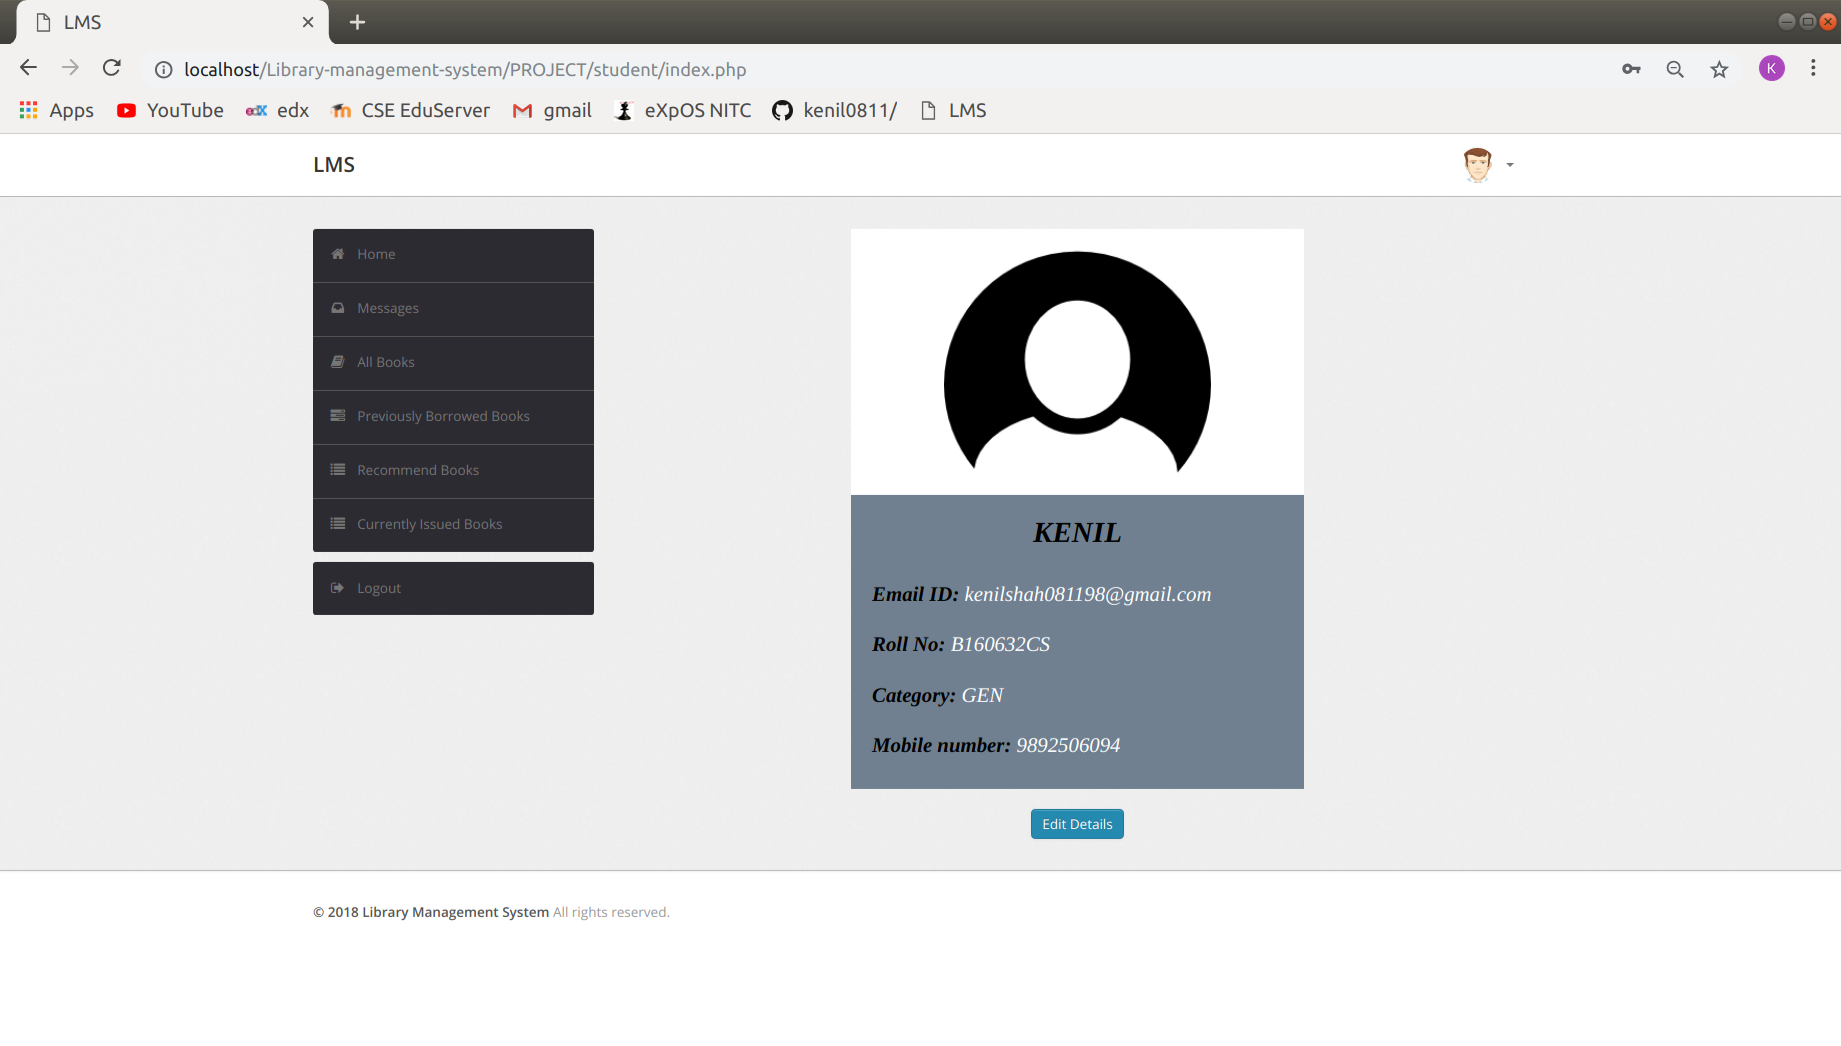 LMS
localhost/Library-management-system/PROJECT/student/index.php
K
Apps YouTube edx CSE EduServer gmail eXpOS NITC kenil0811/ LMS
LMS
Home
Messages
All Books
Previously Borrowed Books
Recommend Books
Currently Issued Books
Logout
KENIL
Email ID: kenilshah081198@gmail.com
Roll No: B160632CS
Category: GEN
Mobile number: 9892506094
Edit Details
© 2018 Library Management System All rights reserved.